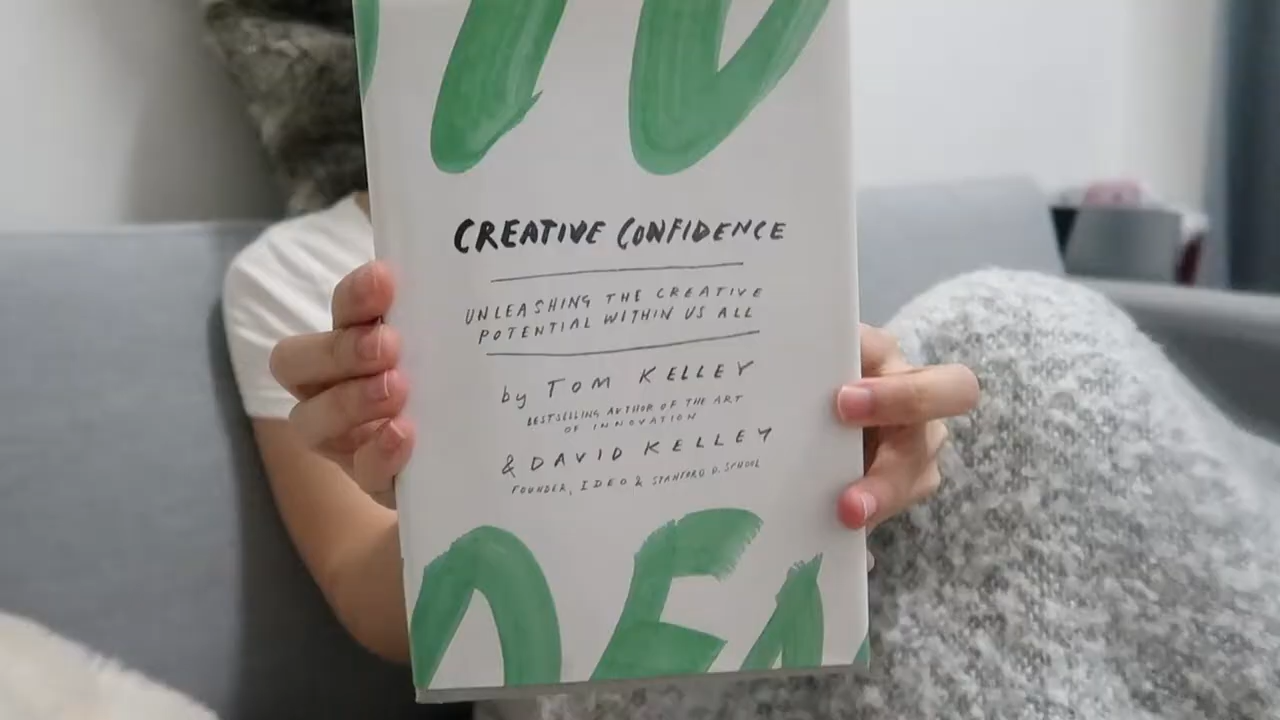 CREATIVE CONFIDENCE
UNLEASHING THE CREATIVE
POTENTIAL WITHIN US ALL
by TOM KELLEY
BESTSELLING AUTHOR OF THE ART
OF INNOVATION
& DAVID KELLEY
FOUNDER, IDEO & STANFORD D. SCHOOL